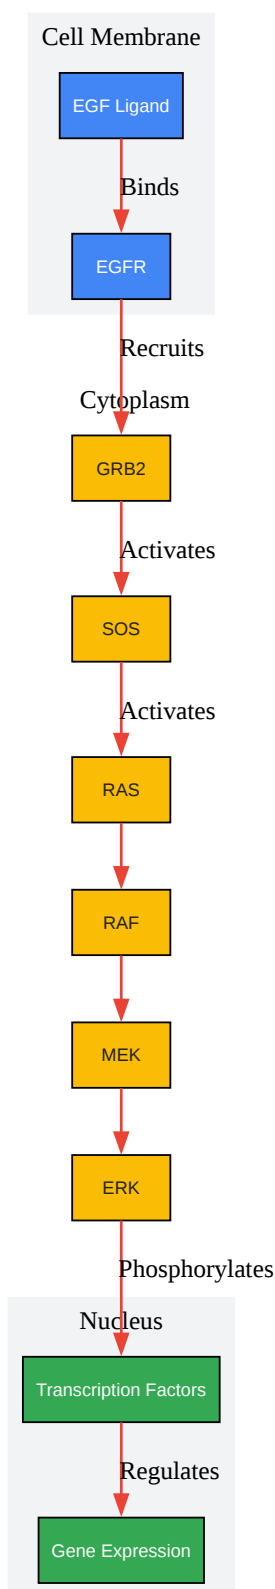 Cell Membrane
EGF Ligand
Binds
EGFR
Recruits
Cytoplasm
GRB2
Activates
SOS
Activates
RAS
RAF
MEK
ERK
Phosphorylates
Nucleus
Transcription Factors
Regulates
Gene Expression